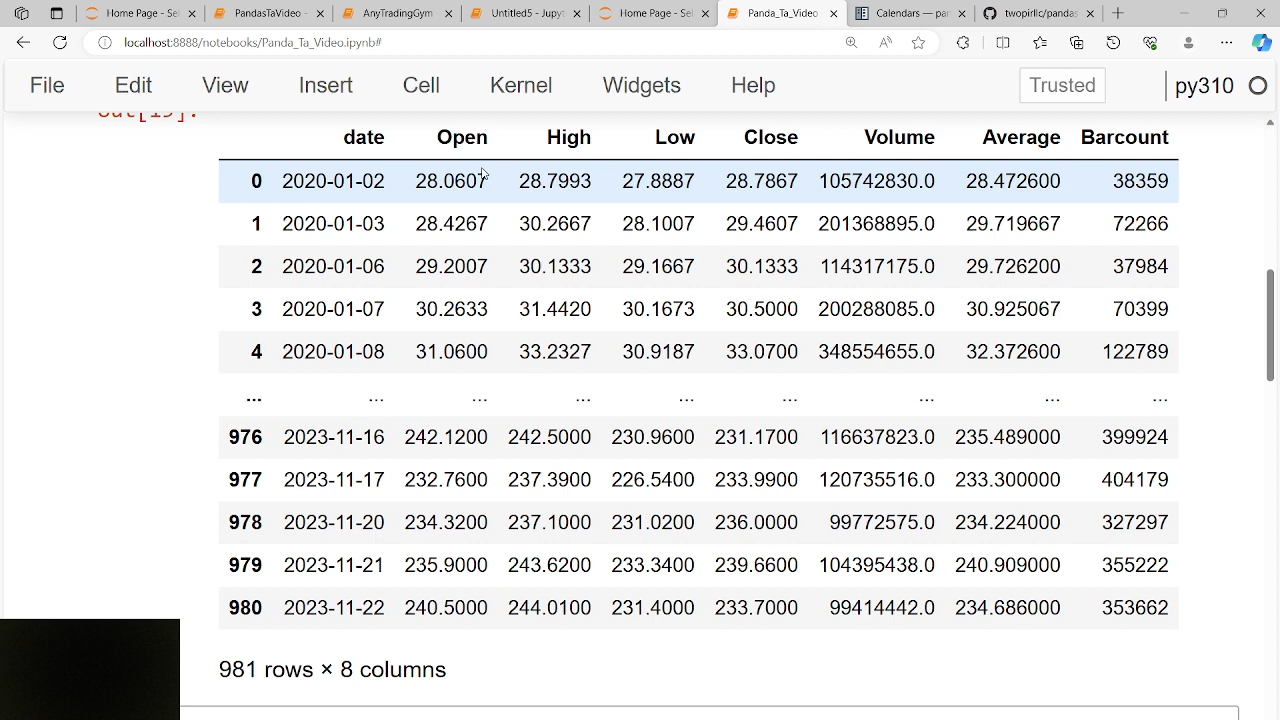 Home Page - Sel
PandasTaVideo -
AnyTradingGym
Untitled5 - Jupyt
Home Page - Sel
Panda_Ta_Video
Calendars — pan
twopirllc/pandas
localhost:8888/notebooks/Panda_Ta_Video.ipynb#
File Edit View Insert Cell Kernel Widgets Help Trusted py310
Out[19]:
date Open High Low Close Volume Average Barcount
0 2020-01-02 28.0607 28.7993 27.8887 28.7867 105742830.0 28.472600 38359
1 2020-01-03 28.4267 30.2667 28.1007 29.4607 201368895.0 29.719667 72266
2 2020-01-06 29.2007 30.1333 29.1667 30.1333 114317175.0 29.726200 37984
3 2020-01-07 30.2633 31.4420 30.1673 30.5000 200288085.0 30.925067 70399
4 2020-01-08 31.0600 33.2327 30.9187 33.0700 348554655.0 32.372600 122789
... ... ... ... ... ... ... ... ...
976 2023-11-16 242.1200 242.5000 230.9600 231.1700 116637823.0 235.489000 399924
977 2023-11-17 232.7600 237.3900 226.5400 233.9900 120735516.0 233.300000 404179
978 2023-11-20 234.3200 237.1000 231.0200 236.0000 99772575.0 234.224000 327297
979 2023-11-21 235.9000 243.6200 233.3400 239.6600 104395438.0 240.909000 355222
980 2023-11-22 240.5000 244.0100 231.4000 233.7000 99414442.0 234.686000 353662
981 rows × 8 columns